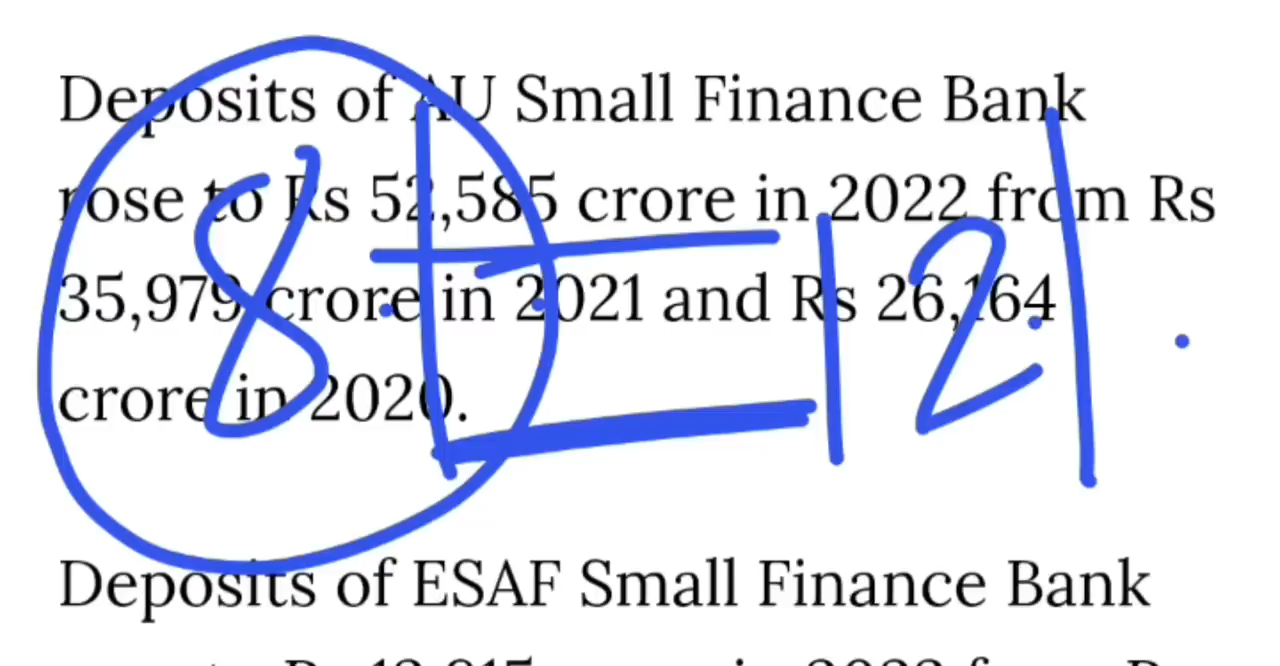 Deposits of AU Small Finance Bank
rose to Rs 52,585 crore in 2022 from Rs
35,979 crore in 2021 and Rs 26,164
crore in 2020.
81 121
Deposits of ESAF Small Finance Bank